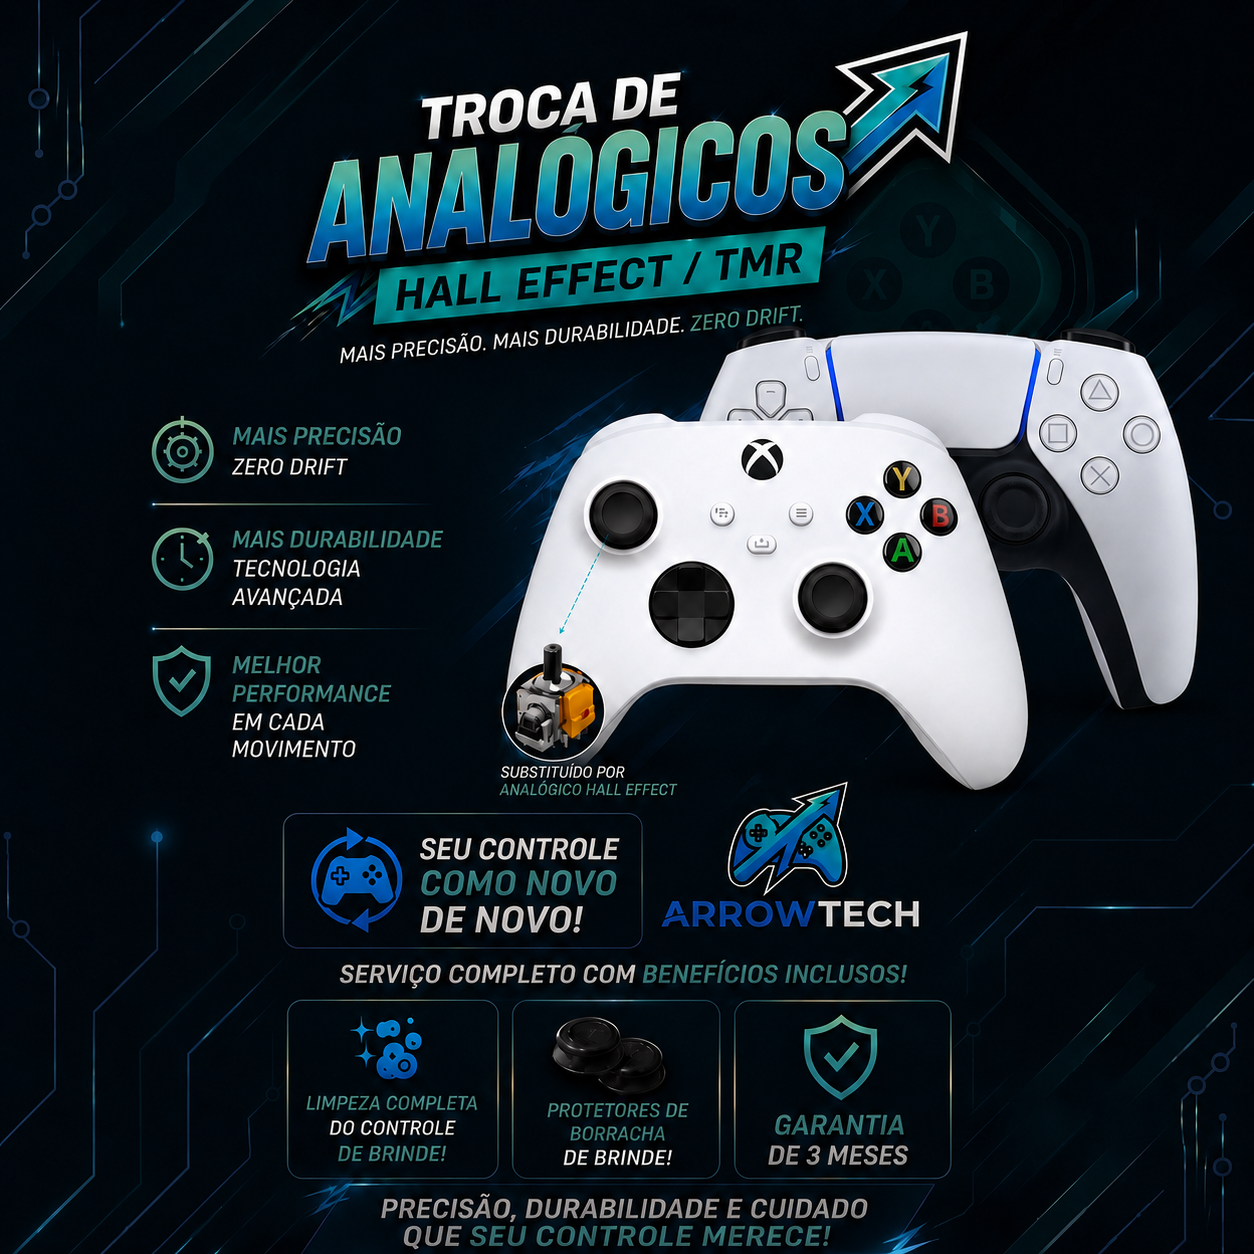 TROCA DE
ANALÓGICOS
HALL EFFECT / TMR
MAIS PRECISÃO. MAIS DURABILIDADE. ZERO DRIFT.
MAIS PRECISÃO
ZERO DRIFT
MAIS DURABILIDADE
TECNOLOGIA
AVANÇADA
MELHOR
PERFORMANCE
EM CADA
MOVIMENTO
Y
X
B
Y
X
B
A
SUBSTITUÍDO POR
ANALÓGICO HALL EFFECT
SEU CONTROLE
COMO NOVO
DE NOVO!
ARROWTECH
SERVIÇO COMPLETO COM BENEFÍCIOS INCLUSOS!
LIMPEZA COMPLETA
DO CONTROLE
DE BRINDE!
PROTETORES DE
BORRACHA
DE BRINDE!
GARANTIA
DE 3 MESES
PRECISÃO, DURABILIDADE E CUIDADO
QUE SEU CONTROLE MERECE!